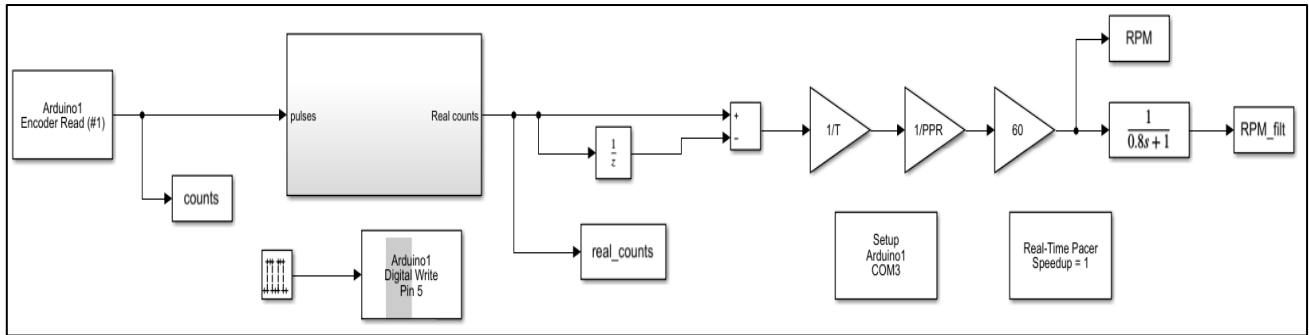 Arduino1
Encoder Read (#1)
counts
pulses
Real counts
1
z
+
−
1/T
1/PPR
60
RPM
1
0.8s + 1
RPM_filt
real_counts
Arduino1
Digital Write
Pin 5
Setup
Arduino1
COM3
Real-Time Pacer
Speedup = 1